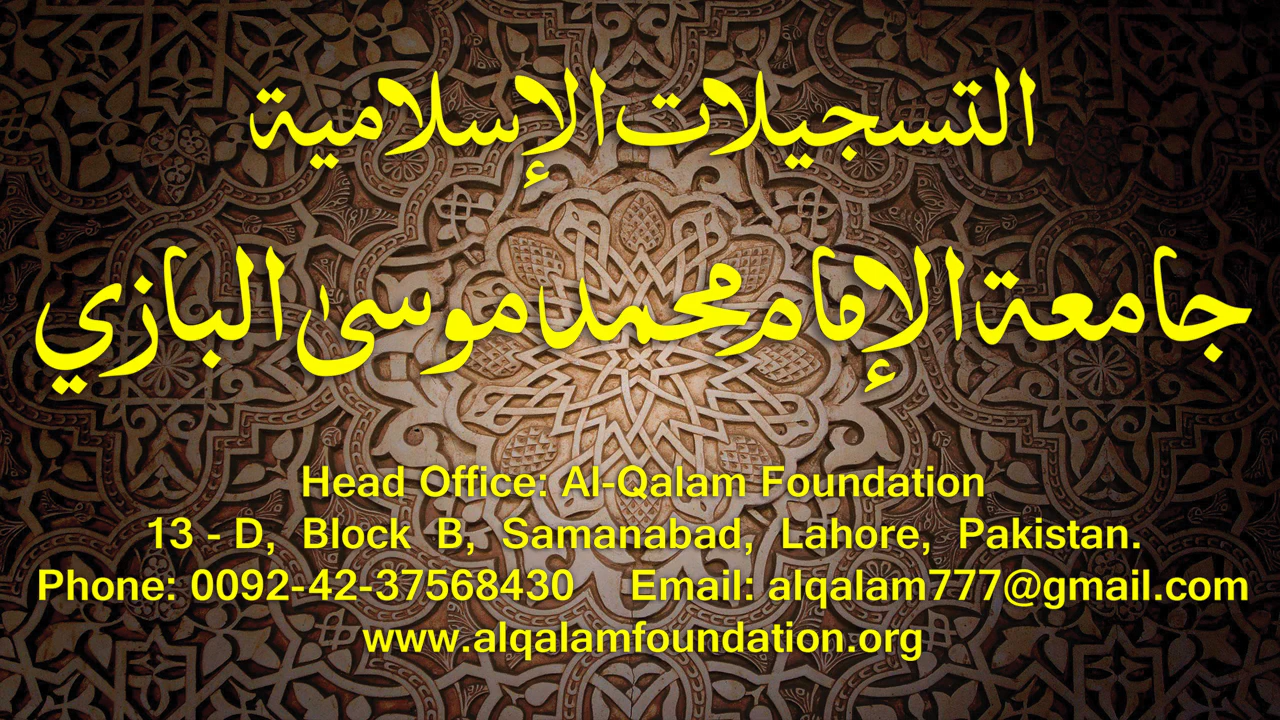 التسجيلات الإسلامية
جامعة الإمام محمد موسى البازي
Head Office: Al-Qalam Foundation
13 - D, Block B, Samanabad, Lahore, Pakistan.
Phone: 0092-42-37568430 Email: alqalam777@gmail.com
www.alqalamfoundation.org